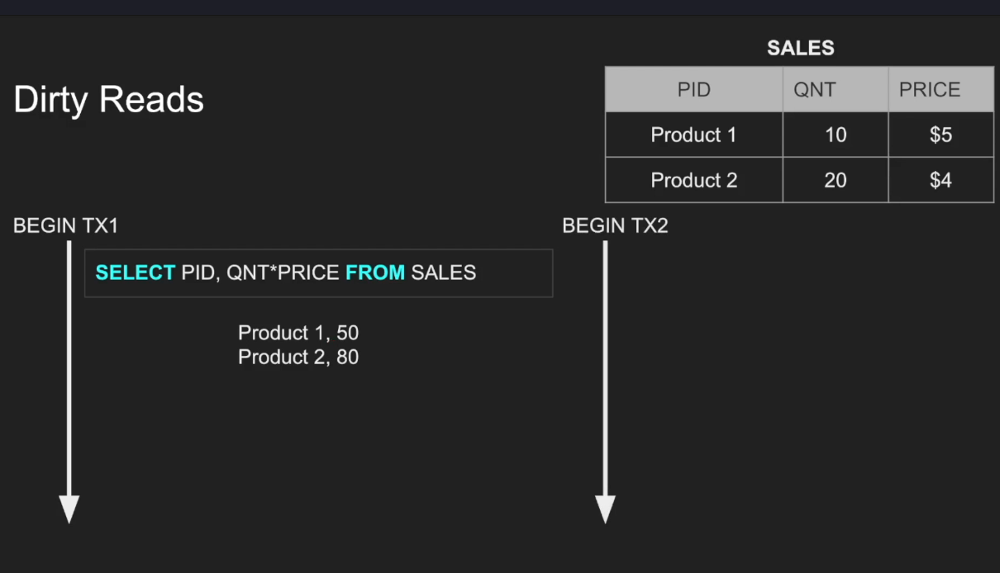 SALES
Dirty Reads
PID QNT PRICE
Product 1 10 $5
Product 2 20 $4
BEGIN TX1 BEGIN TX2
SELECT PID, QNT*PRICE FROM SALES
Product 1, 50
Product 2, 80